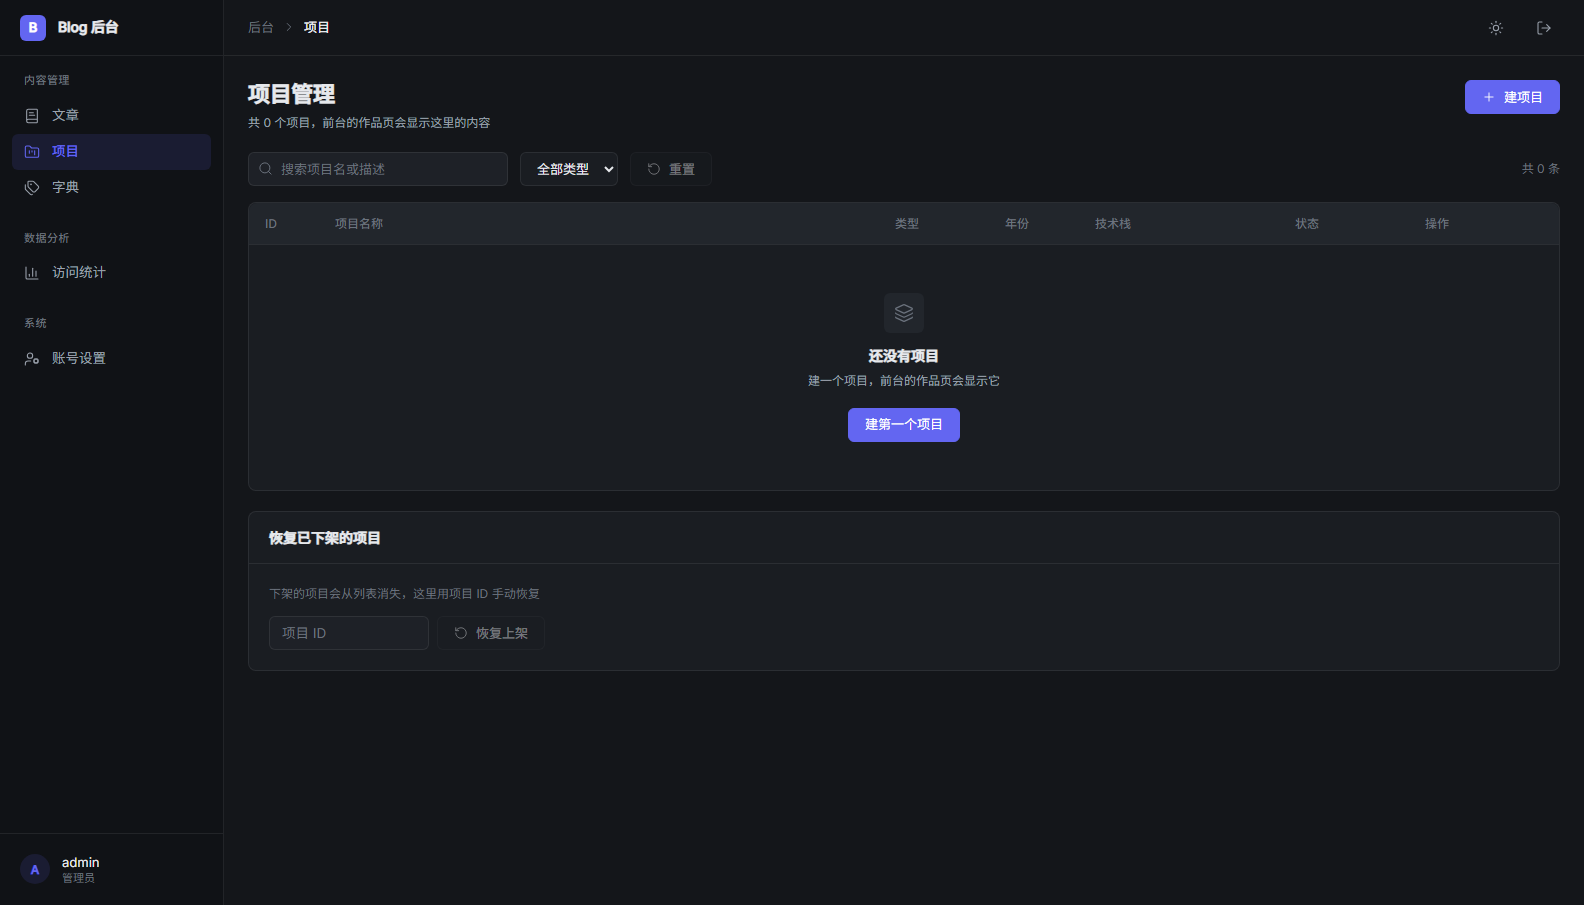 B Blog 后台
后台 > 项目
内容管理
文章
项目
字典
数据分析
访问统计
系统
账号设置
A admin
管理员
项目管理
共 0 个项目，前台的作品页会显示这里的内容
+ 建项目
搜索项目名或描述 全部类型 重置 共 0 条
ID 项目名称 类型 年份 技术栈 状态 操作
还没有项目
建一个项目，前台的作品页会显示它
建第一个项目
恢复已下架的项目
下架的项目会从列表消失，这里用项目 ID 手动恢复
项目 ID 恢复上架